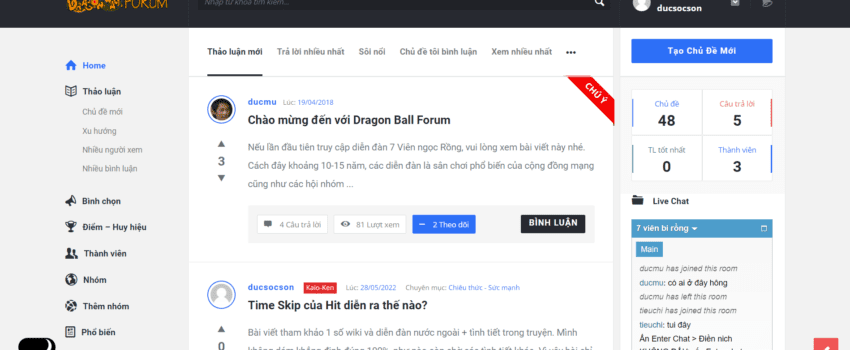 FORUM
Nhập từ khóa tìm kiếm...
ducsocson
Home
Thảo luận
Chủ đề mới
Xu hướng
Nhiều người xem
Nhiều bình luận
Bình chọn
Điểm – Huy hiệu
Thành viên
Nhóm
Thêm nhóm
Phổ biến
Thảo luận mới
Trả lời nhiều nhất
Sôi nổi
Chủ đề tôi bình luận
Xem nhiều nhất
CHÚ Ý
ducmu Lúc: 19/04/2018
Chào mừng đến với Dragon Ball Forum
3
Nếu lần đầu tiên truy cập diễn đàn 7 Viên ngọc Rồng, vui lòng xem bài viết này nhé.
Cách đây khoảng 10-15 năm, các diễn đàn là sân chơi phổ biến của cộng đồng mạng
cũng như các hội nhóm ...
4 Câu trả lời
81 Lượt xem
2 Theo dõi
BÌNH LUẬN
ducsocson Kaio-Ken Lúc: 28/05/2022 Chuyên mục: Chiêu thức - Sức mạnh
Time Skip của Hit diễn ra thế nào?
0
Bài viết tham khảo 1 số wiki và diễn đàn nước ngoài + tình tiết trong truyện. Mình
Tạo Chủ Đề Mới
Chủ đề
48
Câu trả lời
5
TL tốt nhất
0
Thành viên
3
Live Chat
7 viên bi rồng
Main
ducmu has joined this room
ducmu: có ai ở đây hông
ducmu has left this room
tieuchi has joined this room
tieuchi: tui đây
Ấn Enter Chat > Điền nich